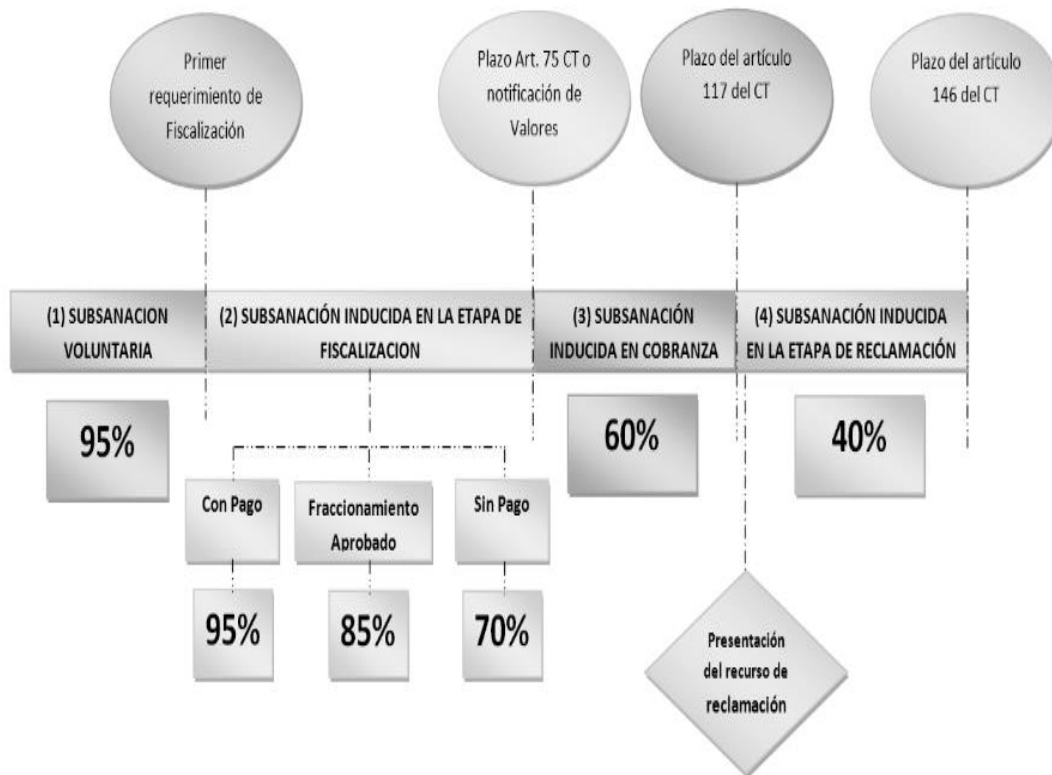 Primer
requerimiento de
Fiscalización
Plazo Art. 75 CT o
notificación de
Valores
Plazo del artículo
117 del CT
Plazo del artículo
146 del CT
(1) SUBSANACION
VOLUNTARIA
(2) SUBSANACIÓN INDUCIDA EN LA ETAPA DE
FISCALIZACION
(3) SUBSANACIÓN
INDUCIDA EN COBRANZA
(4) SUBSANACIÓN INDUCIDA
EN LA ETAPA DE RECLAMACIÓN
95%
60%
40%
Con Pago
Fraccionamiento
Aprobado
Sin Pago
95%
85%
70%
Presentación
del recurso de
reclamación